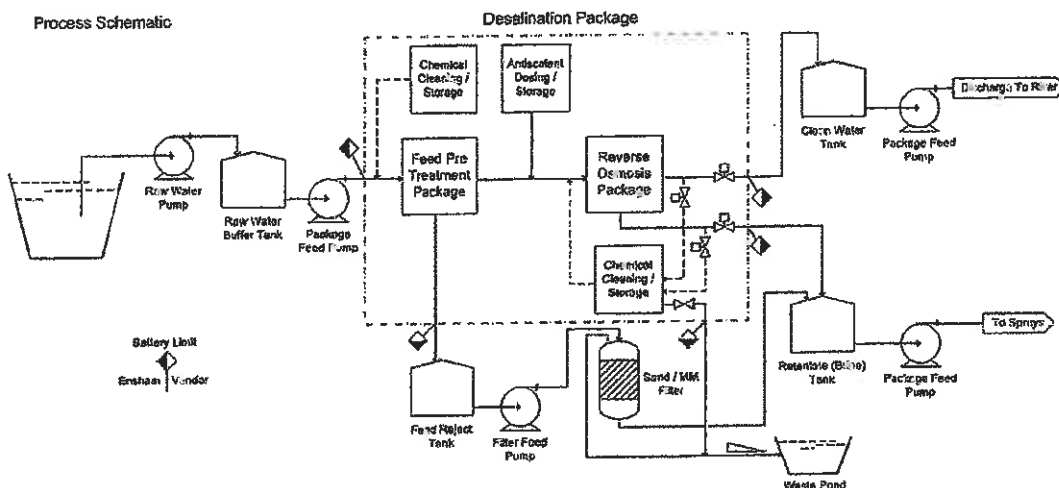 Process Schematic
Desalination Package
Chemical
Cleaning /
Storage
Antiscalent
Dosing /
Storage
Discharge To River
Clean Water
Tank
Package Feed
Pump
Feed Pre
Treatment
Package
Reverse
Osmosis
Package
Raw Water
Pump
Raw Water
Buffer Tank
Package
Feed Pump
Chemical
Cleaning /
Storage
To Sprays
Battery Limit
Ensham
Vendor
Sand / MM
Filter
Retentate (Brine)
Tank
Package Feed
Pump
Feed Reject
Tank
Filter Feed
Pump
Waste Pond